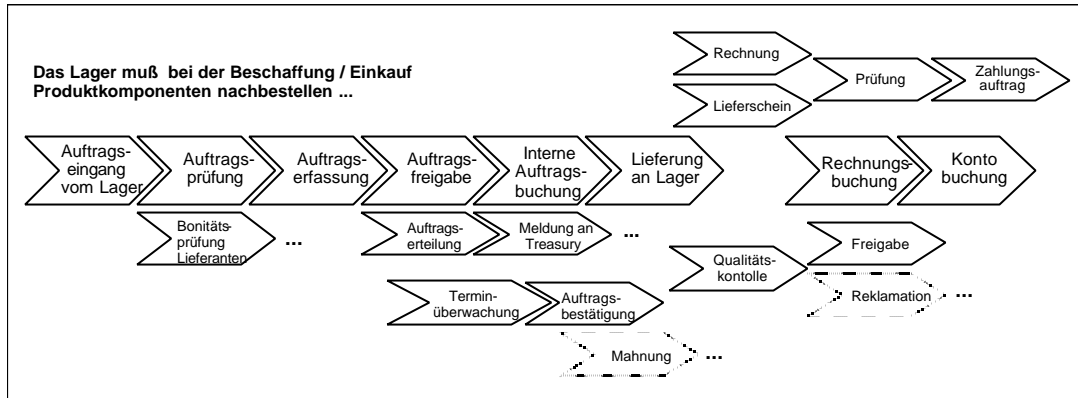 Das Lager muß bei der Beschaffung / Einkauf
Produktkomponenten nachbestellen ...
Rechnung
Lieferschein
Prüfung
Zahlungs-
auftrag
Auftrags-
eingang
vom Lager
Auftrags-
prüfung
Auftrags-
erfassung
Auftrags-
freigabe
Interne
Auftrags-
buchung
Lieferung
an Lager
Rechnungs-
buchung
Konto
buchung
Bonitäts-
prüfung
Lieferanten
...
Auftrags-
erteilung
Meldung an
Treasury
...
Qualitäts-
kontolle
Freigabe
Reklamation
...
Termin-
überwachung
Auftrags-
bestätigung
Mahnung
...